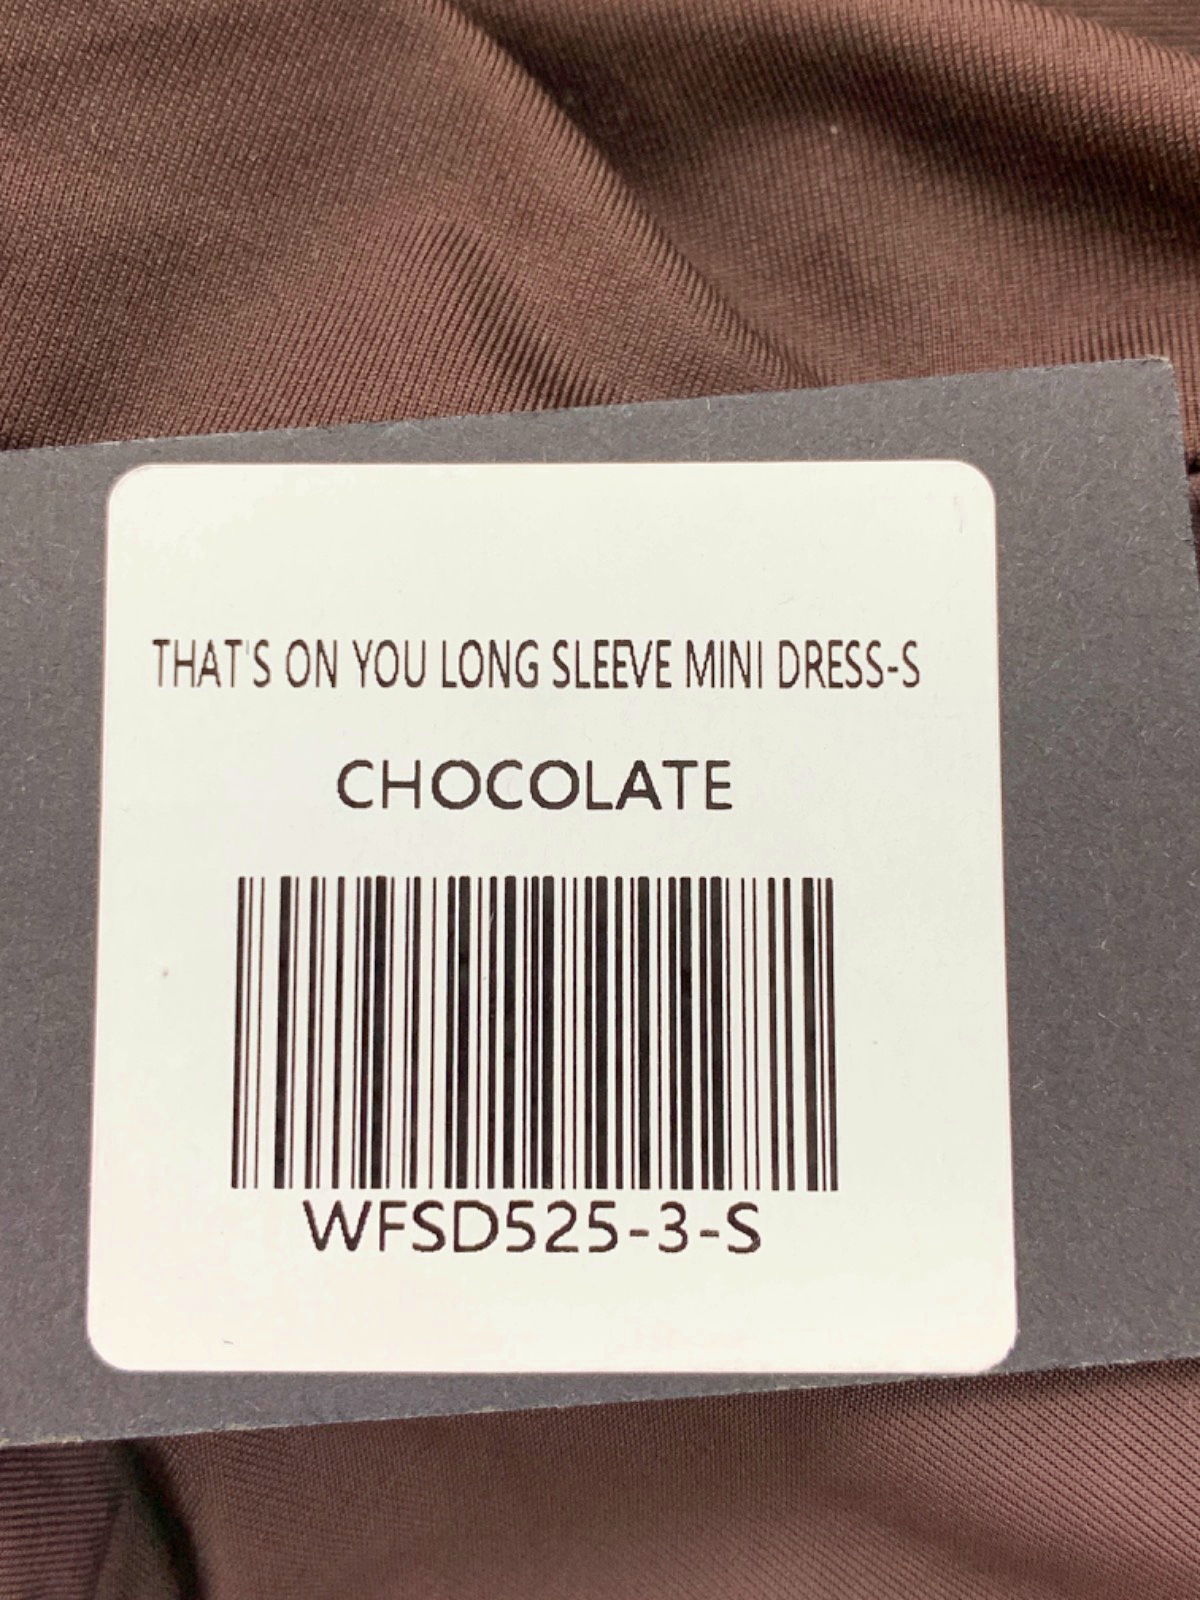 THAT'S ON YOU LONG SLEEVE MINI DRESS-S
CHOCOLATE
WFSD525-3-S